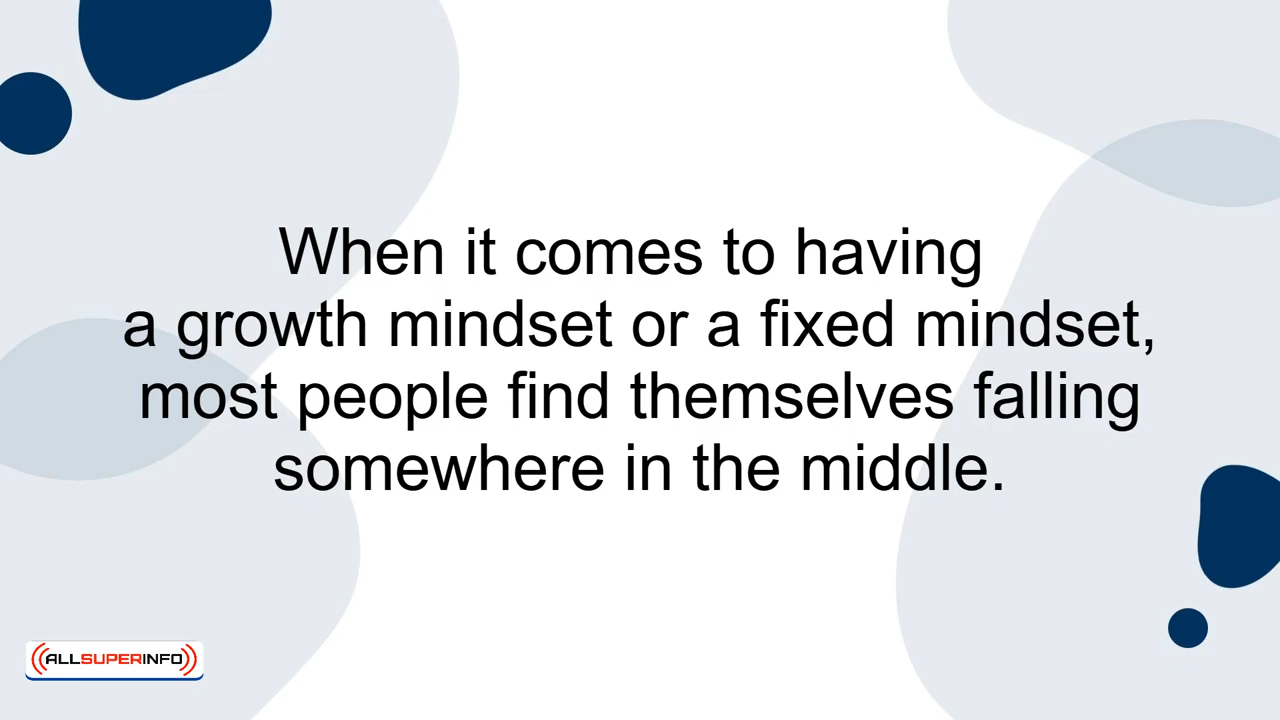 When it comes to having
a growth mindset or a fixed mindset,
most people find themselves falling
somewhere in the middle.
ALLSUPERINFO